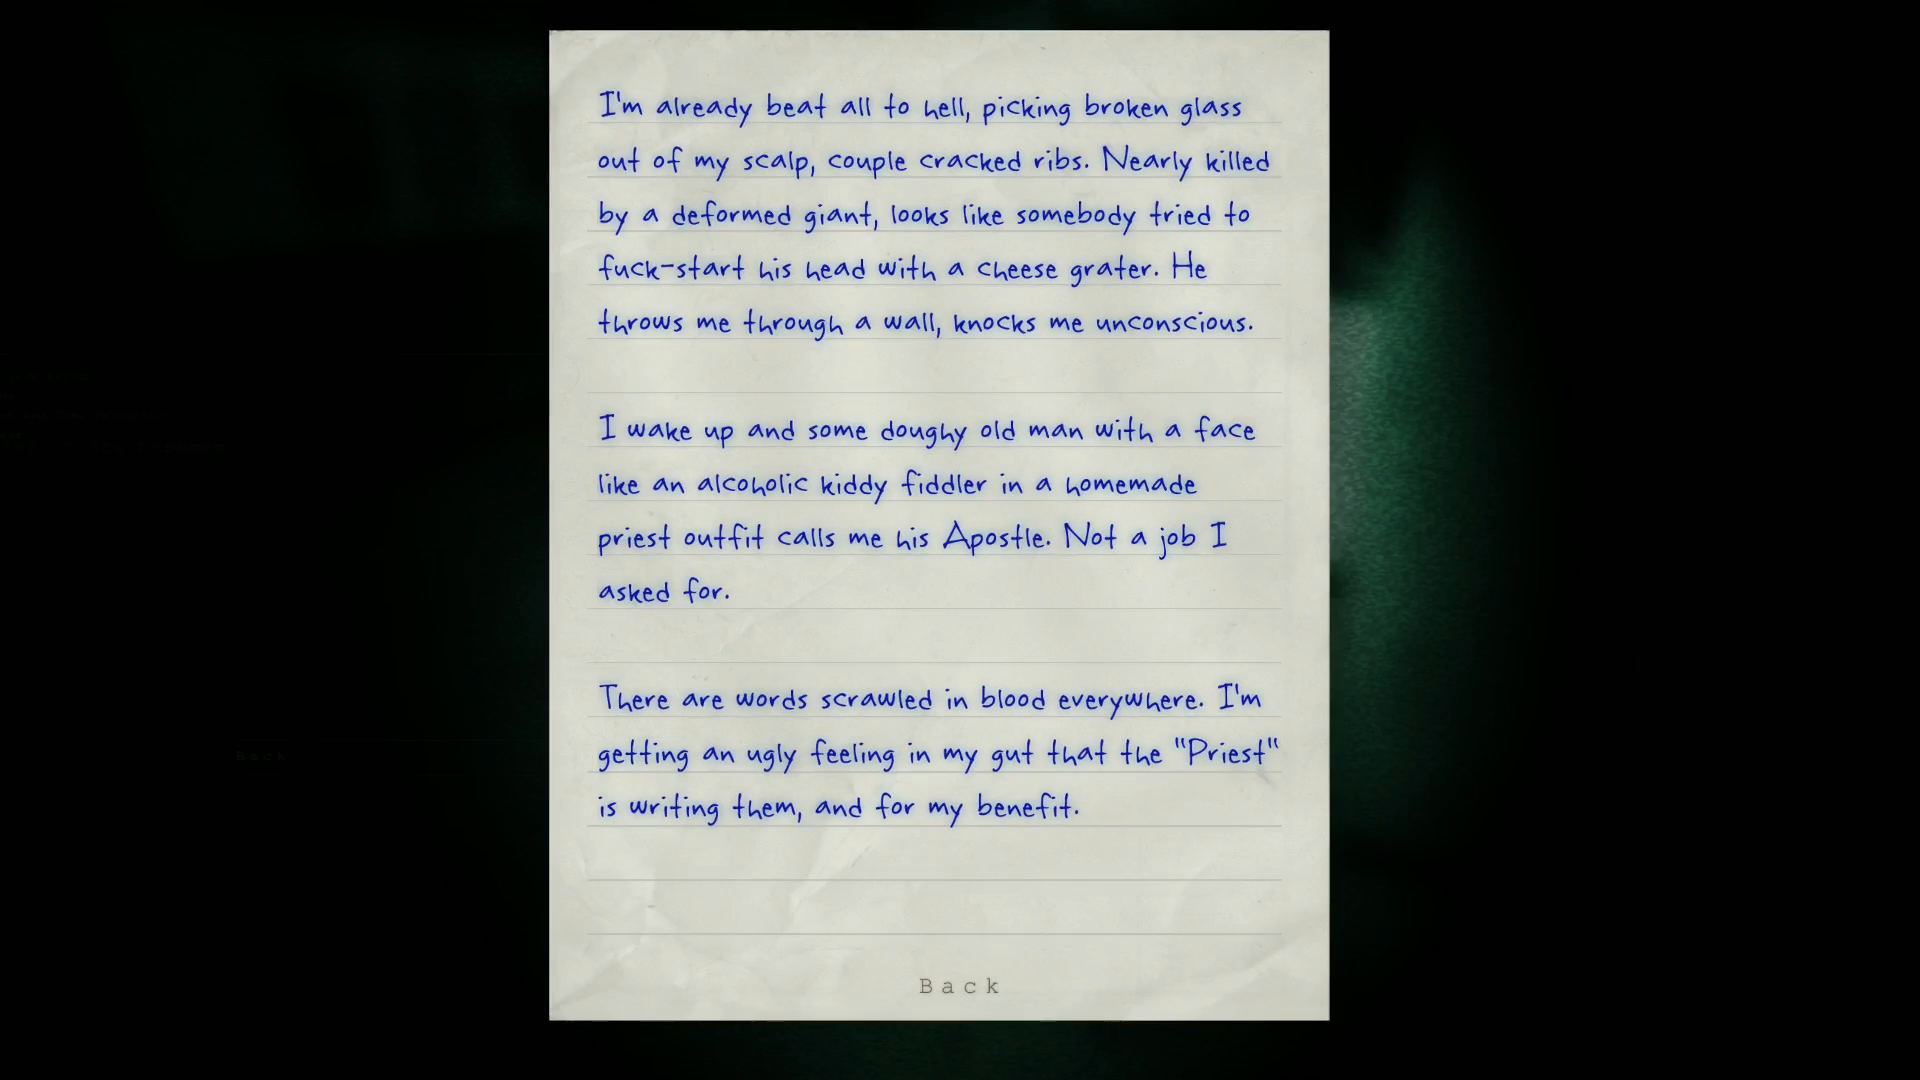 I'm already beat all to hell, picking broken glass
out of my scalp, couple cracked ribs. Nearly killed
by a deformed giant, looks like somebody tried to
fuck-start his head with a cheese grater. He
throws me through a wall, knocks me unconscious.
I wake up and some doughy old man with a face
like an alcoholic kiddy fiddler in a homemade
priest outfit calls me his Apostle. Not a job I
asked for.
There are words scrawled in blood everywhere. I'm
getting an ugly feeling in my gut that the "Priest"
is writing them, and for my benefit.
Back
Back